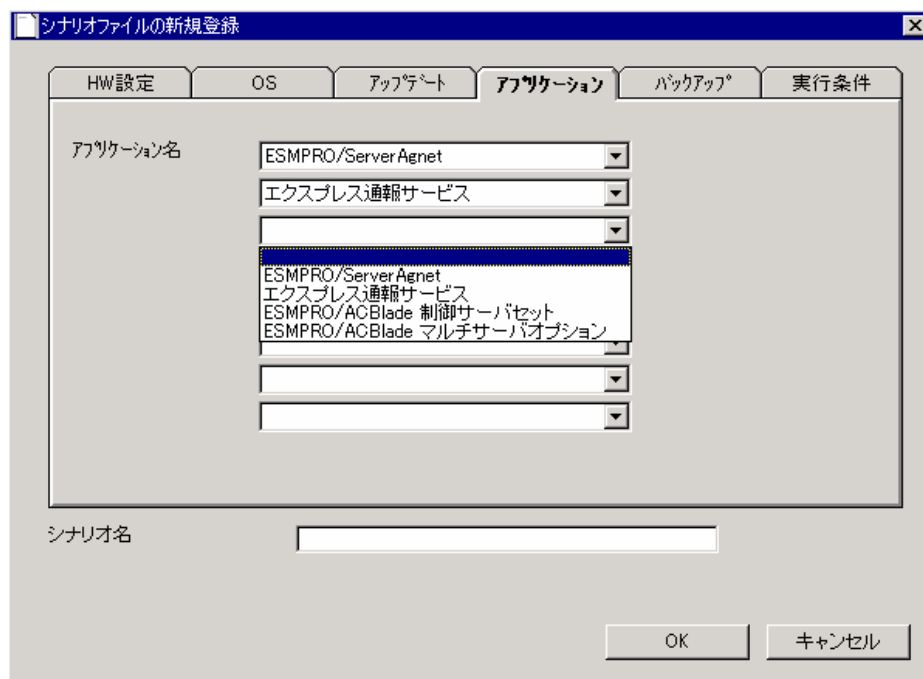 シナリオファイルの新規登録
HW設定 OS アップデート アプリケーション バックアップ 実行条件
アプリケーション名
ESMPRO/ServerAgnet
エクスプレス通報サービス
ESMPRO/ServerAgnet
エクスプレス通報サービス
ESMPRO/ACBlade 制御サーバセット
ESMPRO/ACBlade マルチサーバオプション
シナリオ名
OK キャンセル